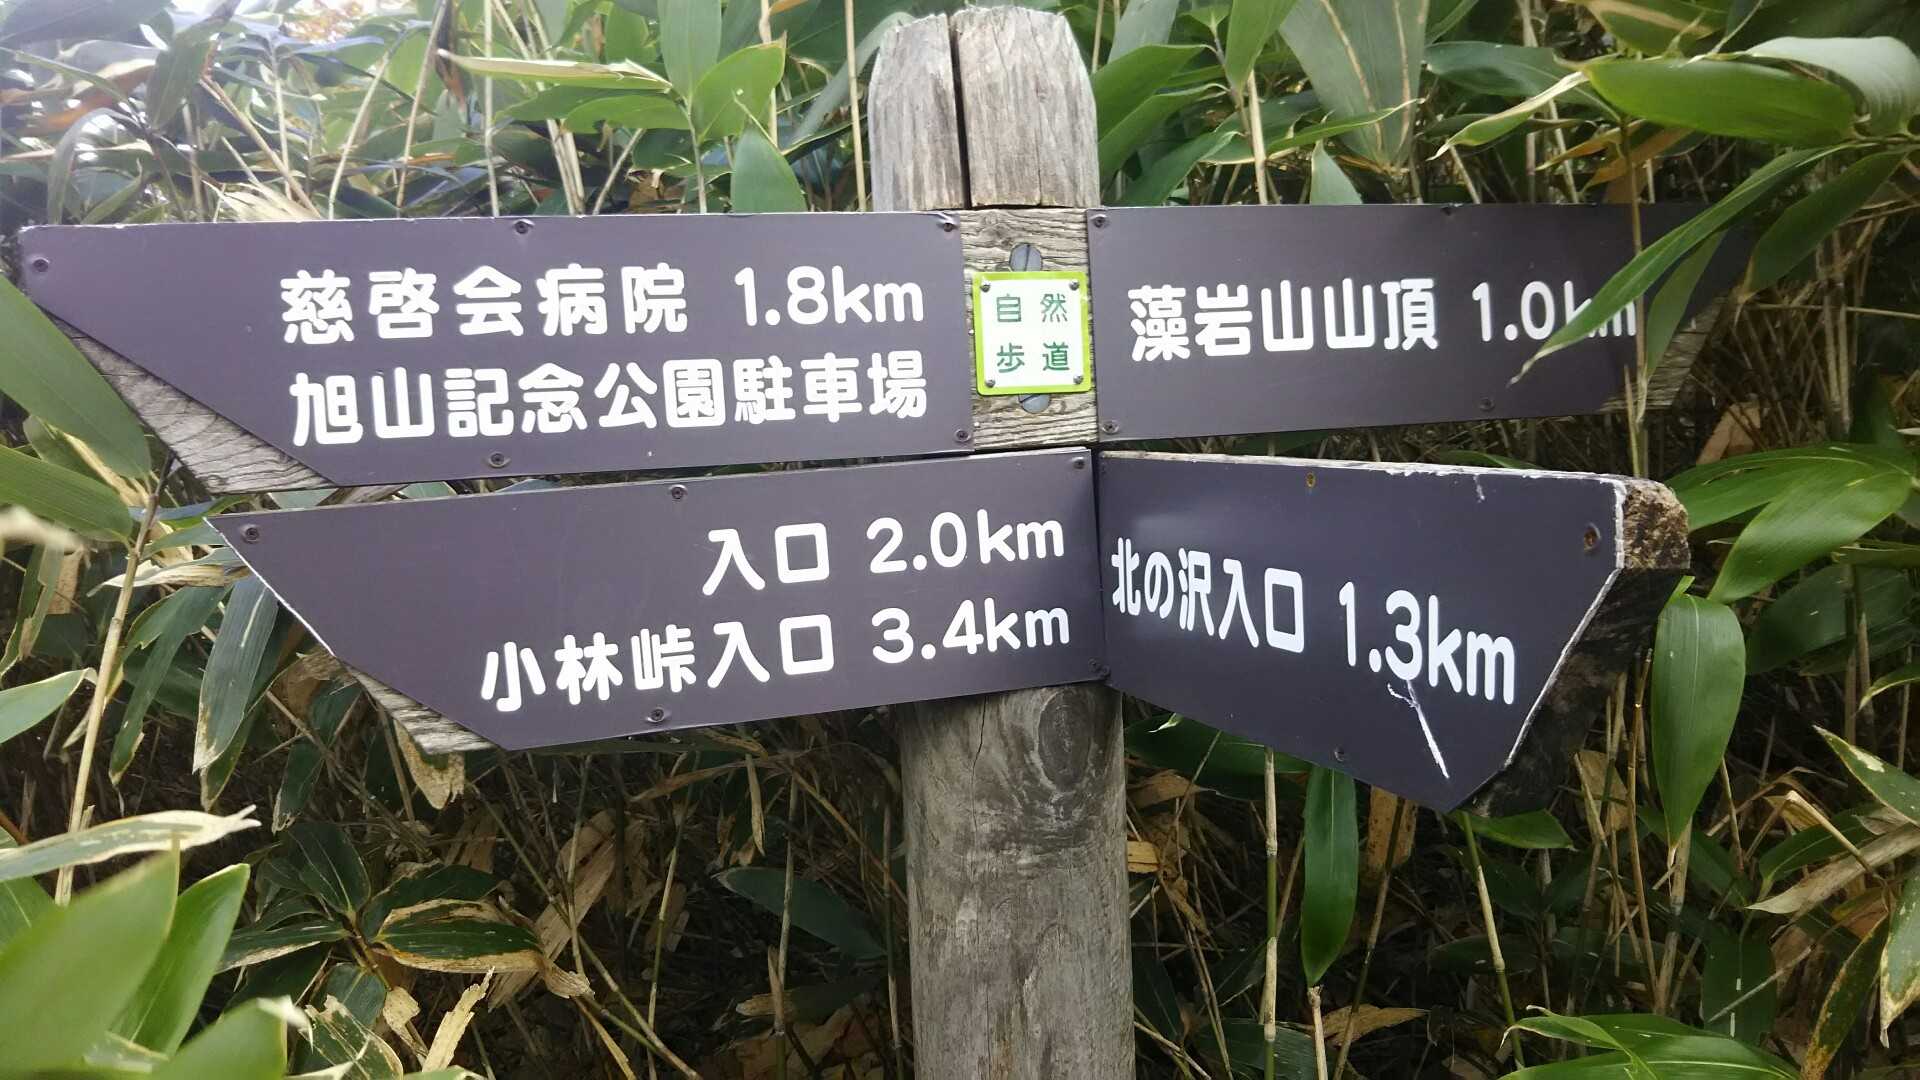 慈啓会病院 1.8km
旭山記念公園駐車場
入口 2.0km
小林峠入口 3.4km
自然
歩道
藻岩山山頂 1.0km
北の沢入口 1.3km